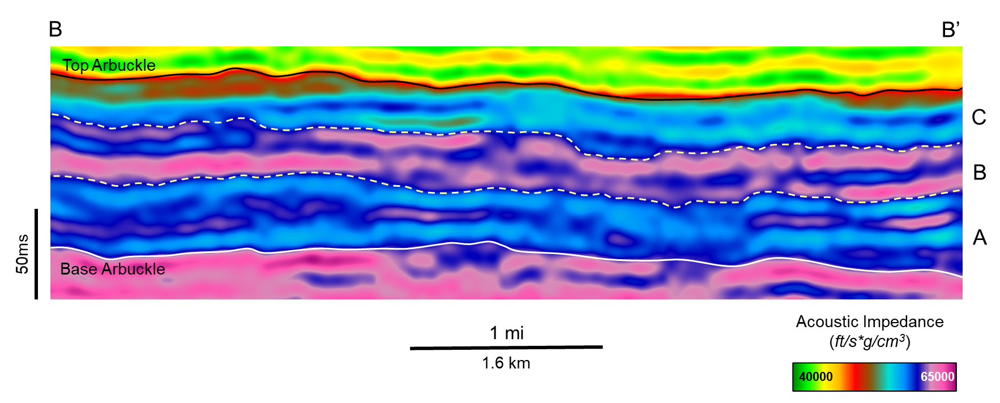 B
B’
Top Arbuckle
C
B
A
50ms
Base Arbuckle
1 mi
1.6 km
Acoustic Impedance
(ft/s*g/cm³)
40000 65000